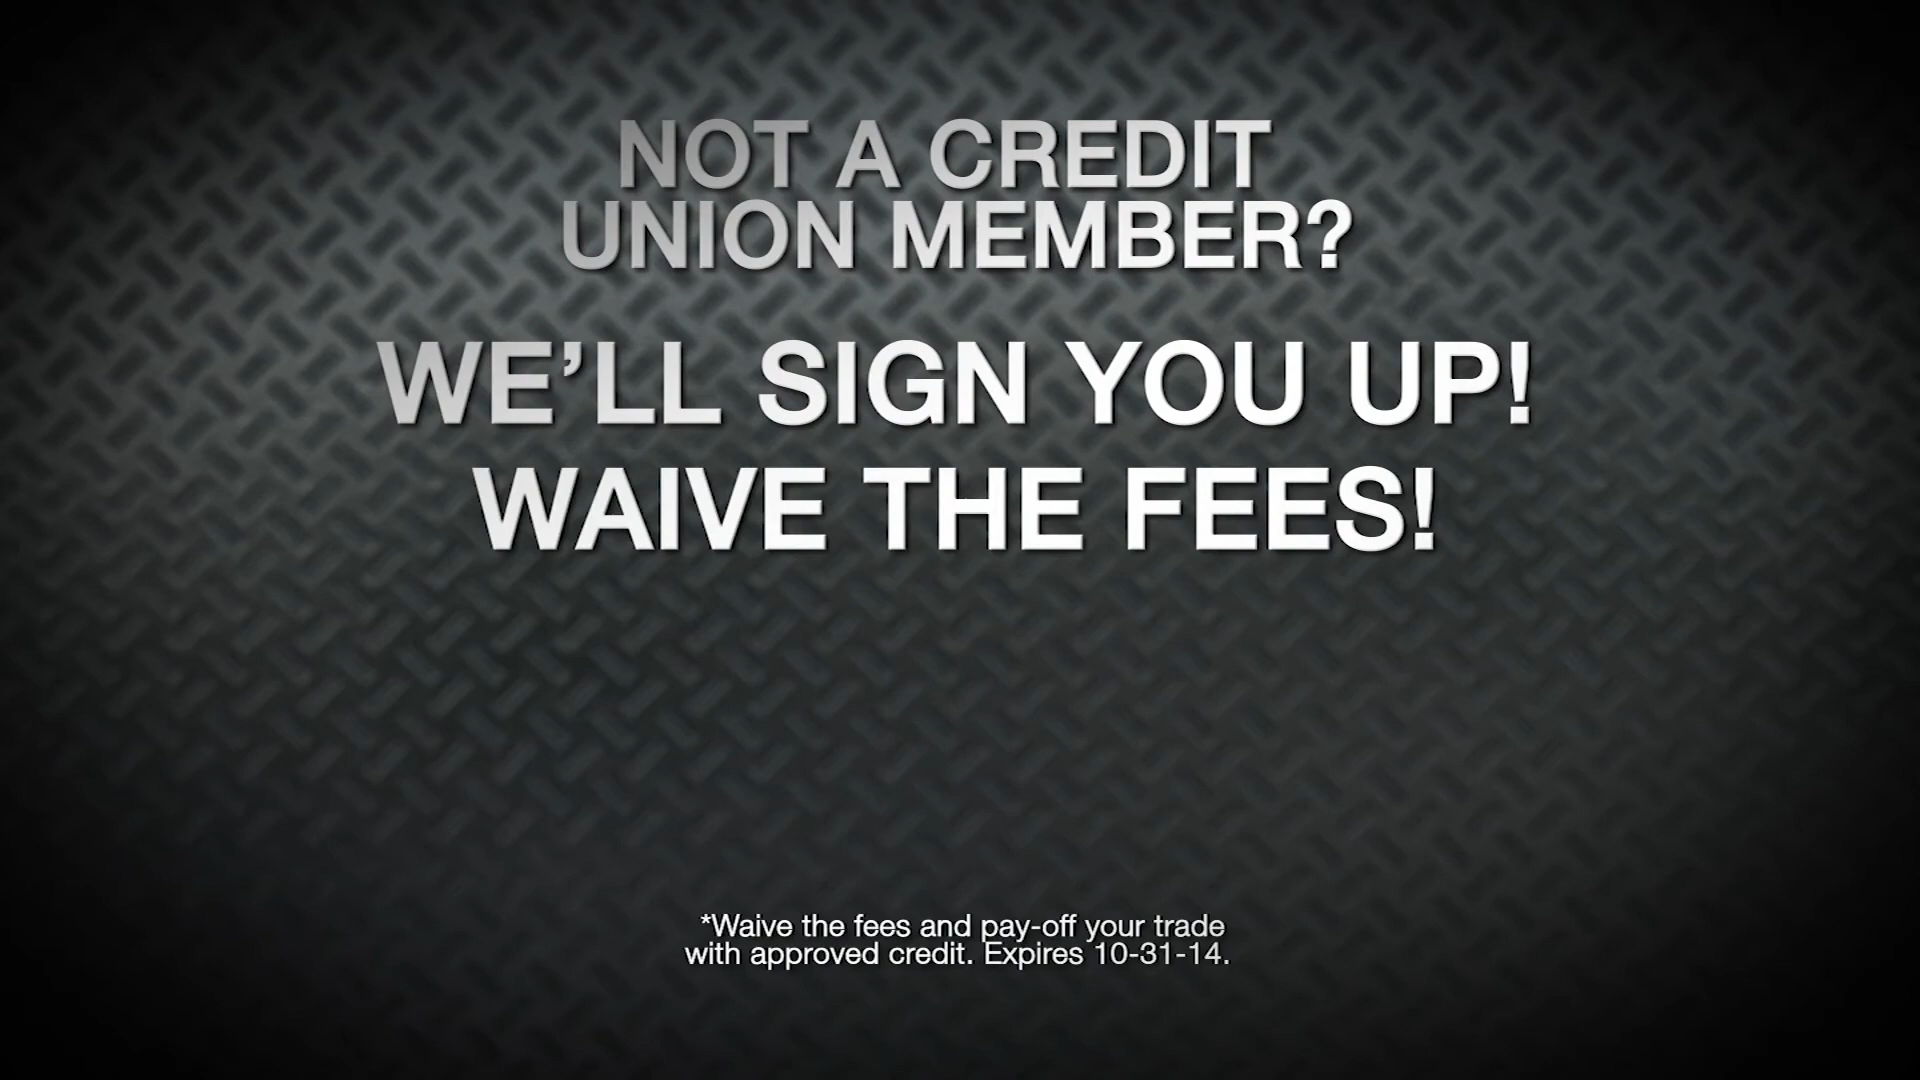 NOT A CREDIT
UNION MEMBER?
WE’LL SIGN YOU UP!
WAIVE THE FEES!
*Waive the fees and pay-off your trade
with approved credit. Expires 10-31-14.